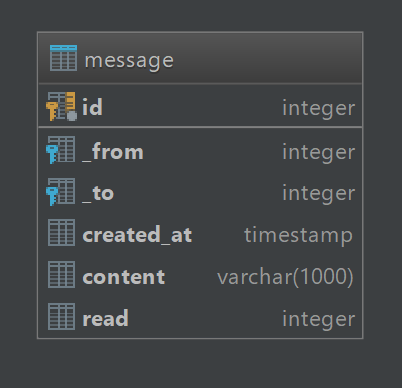 message
id integer
_from integer
_to integer
created_at timestamp
content varchar(1000)
read integer